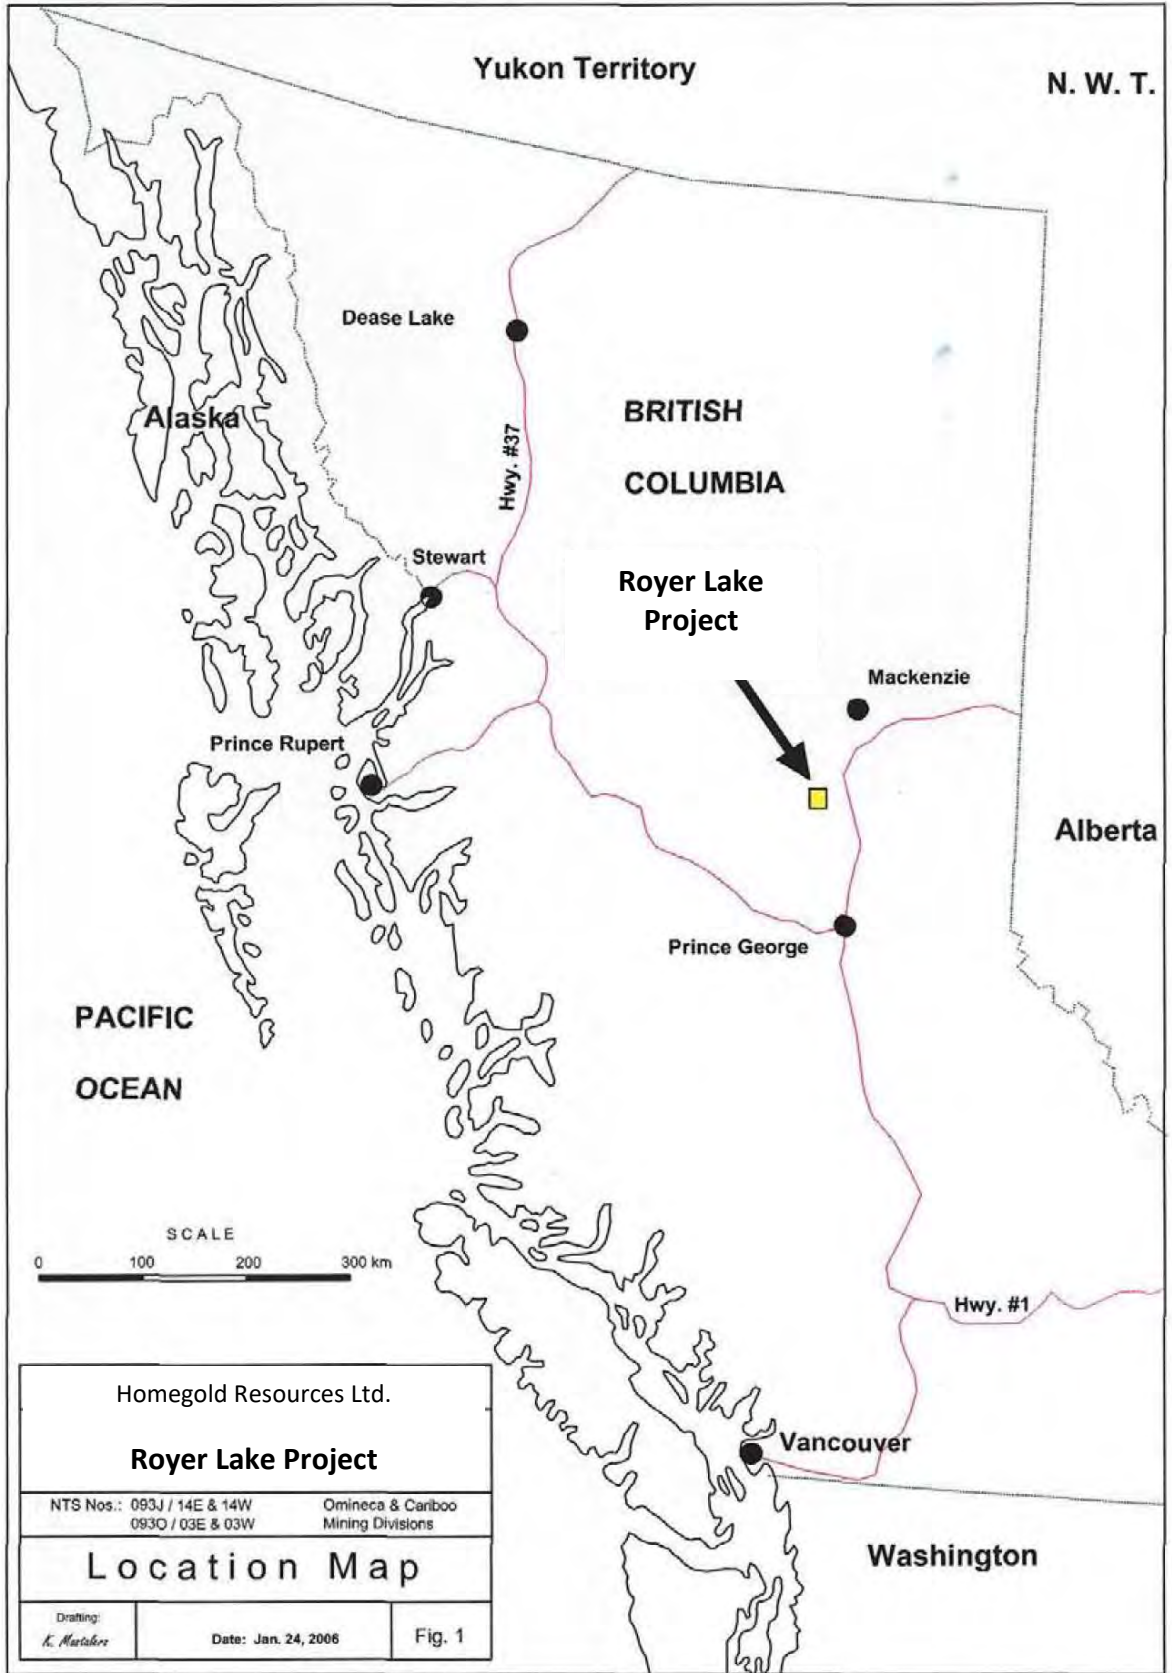 Yukon Territory
N. W. T.
Dease Lake
Alaska
Hwy. #37
BRITISH
COLUMBIA
Stewart
Royer Lake
Project
Mackenzie
Prince Rupert
Alberta
Prince George
PACIFIC
OCEAN
SCALE
0 100 200 300 km
Hwy. #1
Vancouver
Washington
Homegold Resources Ltd.
Royer Lake Project
NTS Nos.: 093J / 14E & 14W
093O / 03E & 03W
Omineca & Cariboo
Mining Divisions
Location Map
Drafting:
K.
Date: Jan. 24, 2006
Fig. 1